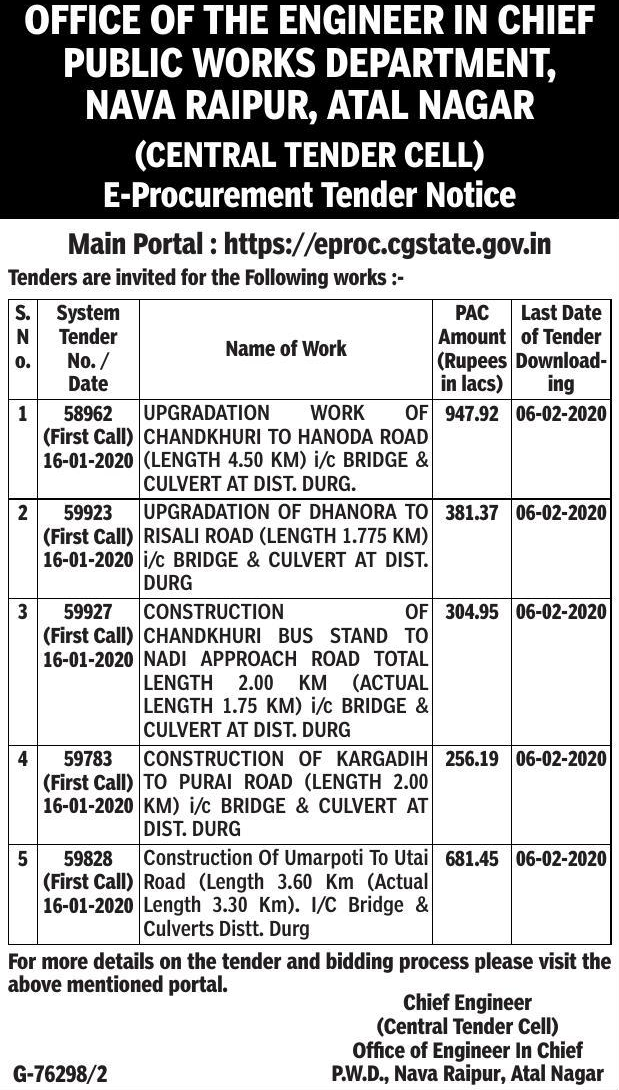 OFFICE OF THE ENGINEER IN CHIEF
PUBLIC WORKS DEPARTMENT,
NAVA RAIPUR, ATAL NAGAR
(CENTRAL TENDER CELL)
E-Procurement Tender Notice
Main Portal : https://eproc.cgstate.gov.in
Tenders are invited for the Following works :-
S. System PAC Last Date
N Tender Name of Work Amount of Tender
o. No. / (Rupees Download-
Date in lacs) ing
1 58962 UPGRADATION WORK OF 947.92 06-02-2020
(First Call) CHANDKHURI TO HANODA ROAD
16-01-2020 (LENGTH 4.50 KM) i/c BRIDGE &
CULVERT AT DIST. DURG.
2 59923 UPGRADATION OF DHANORA TO 381.37 06-02-2020
(First Call) RISALI ROAD (LENGTH 1.775 KM)
16-01-2020 i/c BRIDGE & CULVERT AT DIST.
DURG
3 59927 CONSTRUCTION OF 304.95 06-02-2020
(First Call) CHANDKHURI BUS STAND TO
16-01-2020 NADI APPROACH ROAD TOTAL
LENGTH 2.00 KM (ACTUAL
LENGTH 1.75 KM) i/c BRIDGE &
CULVERT AT DIST. DURG
4 59783 CONSTRUCTION OF KARGADIH 256.19 06-02-2020
(First Call) TO PURAI ROAD (LENGTH 2.00
16-01-2020 KM) i/c BRIDGE & CULVERT AT
DIST. DURG
5 59828 Construction Of Umarpoti To Utai 681.45 06-02-2020
(First Call) Road (Length 3.60 Km (Actual
16-01-2020 Length 3.30 Km). I/C Bridge &
Culverts Distt. Durg
For more details on the tender and bidding process please visit the
above mentioned portal.
Chief Engineer
(Central Tender Cell)
Office of Engineer In Chief
G-76298/2 P.W.D., Nava Raipur, Atal Nagar